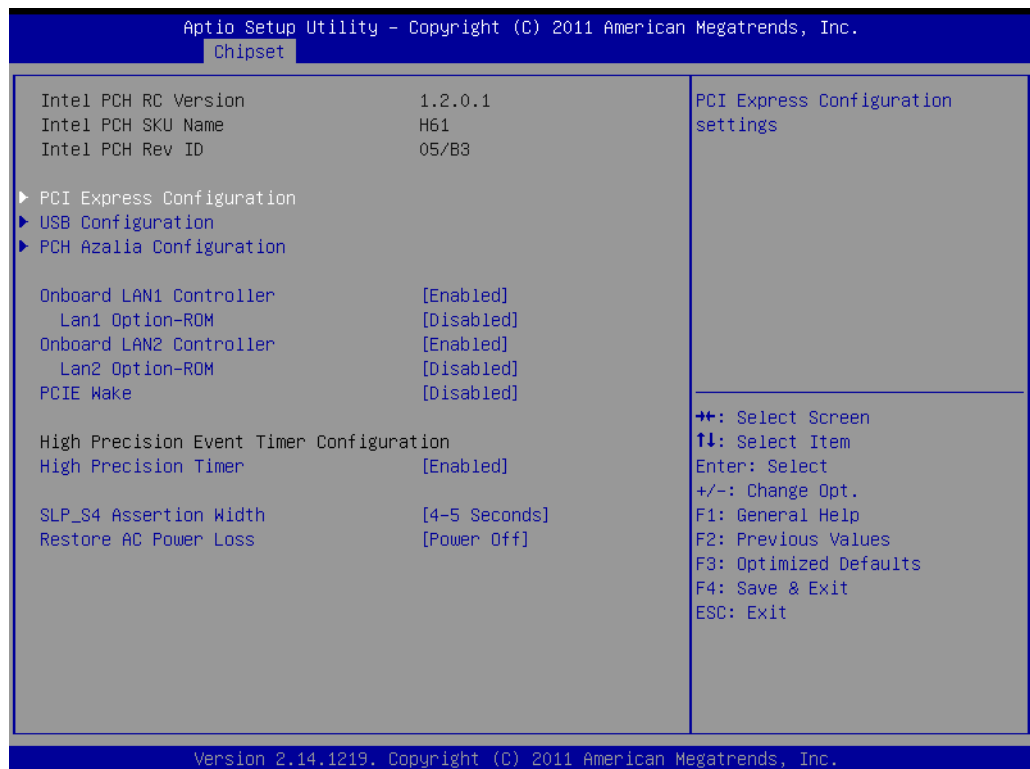 Aptio Setup Utility – Copyright (C) 2011 American Megatrends, Inc.
Chipset
Intel PCH RC Version 1.2.0.1
Intel PCH SKU Name H61
Intel PCH Rev ID 05/B3
▶ PCI Express Configuration
▶ USB Configuration
▶ PCH Azalia Configuration
Onboard LAN1 Controller [Enabled]
Lan1 Option-ROM [Disabled]
Onboard LAN2 Controller [Enabled]
Lan2 Option-ROM [Disabled]
PCIE Wake [Disabled]
High Precision Event Timer Configuration
High Precision Timer [Enabled]
SLP_S4 Assertion Width [4-5 Seconds]
Restore AC Power Loss [Power Off]
PCI Express Configuration
settings
→←: Select Screen
↑↓: Select Item
Enter: Select
+/-: Change Opt.
F1: General Help
F2: Previous Values
F3: Optimized Defaults
F4: Save & Exit
ESC: Exit
Version 2.14.1219. Copyright (C) 2011 American Megatrends, Inc.